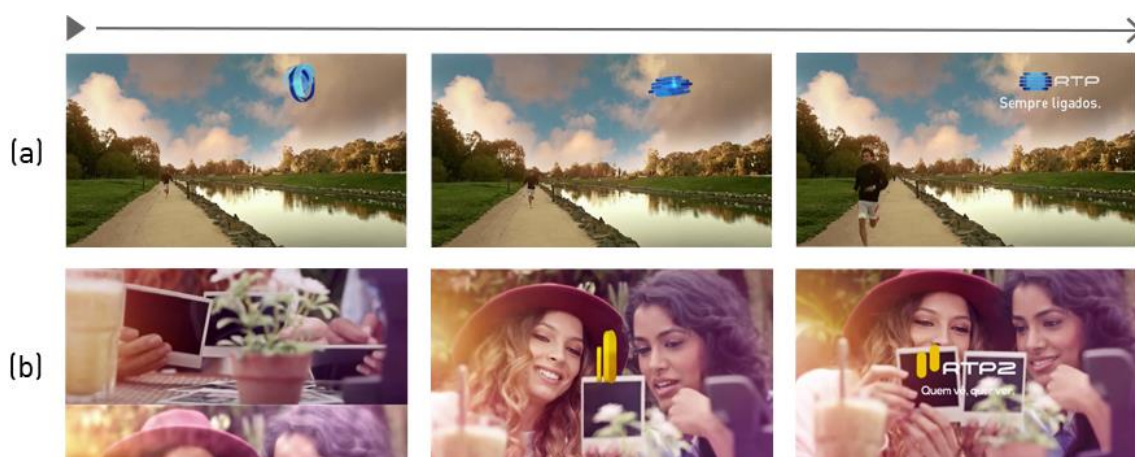 (a)
RTP
Sempre ligados.
(b)
RTP2
Quem vê, quer ver.